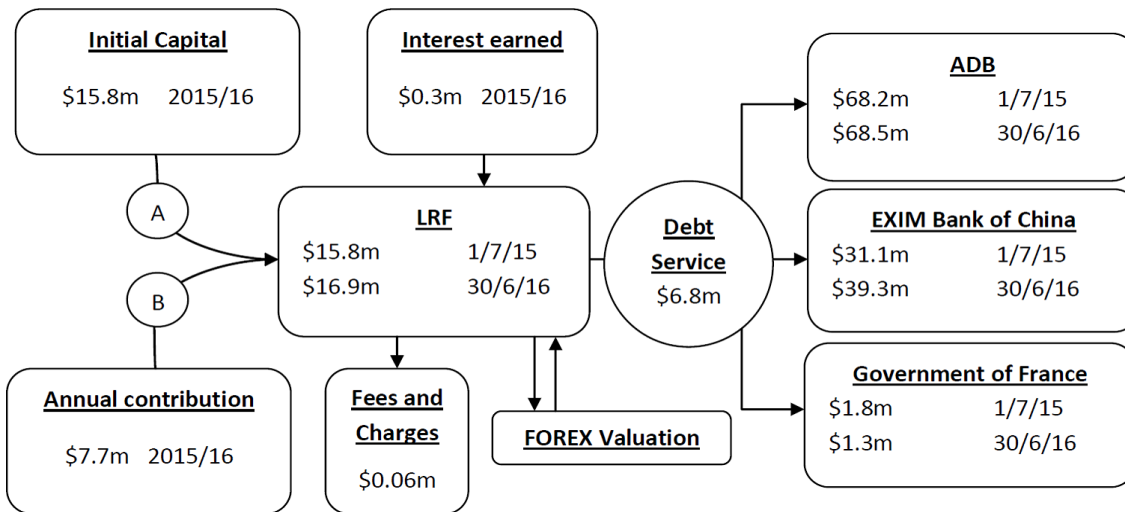 Initial Capital
$15.8m 2015/16
Interest earned
$0.3m 2015/16
ADB
$68.2m 1/7/15
$68.5m 30/6/16
A
LRF
$15.8m 1/7/15
$16.9m 30/6/16
Debt
Service
$6.8m
EXIM Bank of China
$31.1m 1/7/15
$39.3m 30/6/16
B
Annual contribution
$7.7m 2015/16
Fees and
Charges
$0.06m
FOREX Valuation
Government of France
$1.8m 1/7/15
$1.3m 30/6/16